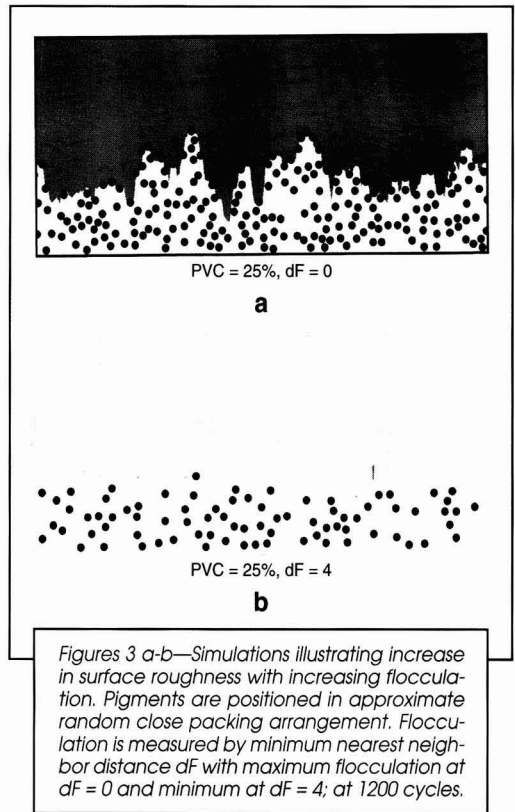 PVC = 25%, dF = 0
a
PVC = 25%, dF = 4
b
Figures 3 a-b—Simulations illustrating increase
in surface roughness with increasing floccula-
tion. Pigments are positioned in approximate
random close packing arrangement. Floccu-
lation is measured by minimum nearest neigh-
bor distance dF with maximum flocculation at
dF = 0 and minimum at dF = 4; at 1200 cycles.